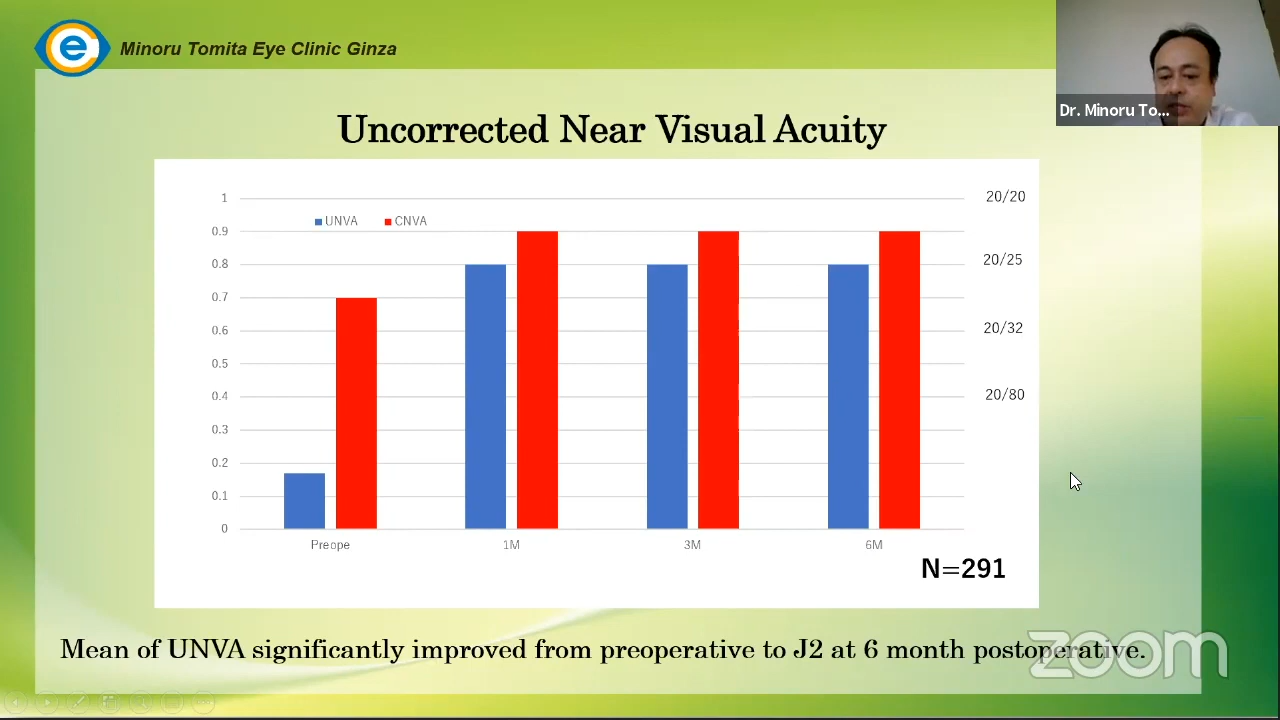 Minoru Tomita Eye Clinic Ginza
Dr. Minoru To...
Uncorrected Near Visual Acuity
UNVA CNVA
1
0.9
0.8
0.7
0.6
0.5
0.4
0.3
0.2
0.1
0
20/20
20/25
20/32
20/80
Preope 1M 3M 6M
N=291
Mean of UNVA significantly improved from preoperative to J2 at 6 month postoperative.
zoom